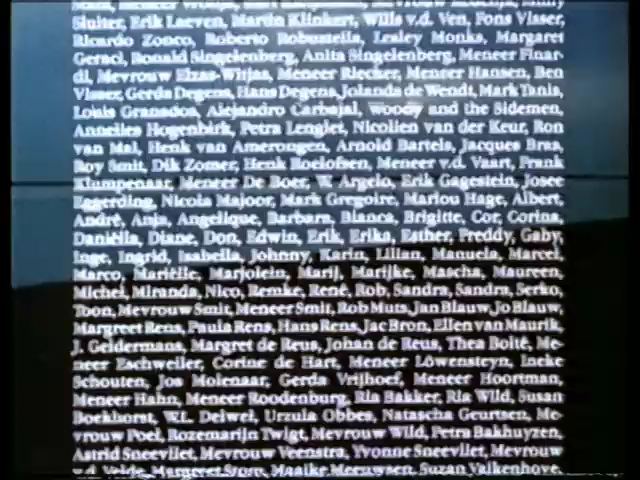 Sluiter, Erik Laeven, Martin Klinkert, Wills v.d. Ven, Fons Visser,
Ricardo Zonco, Roberto Robustella, Lesley Monks, Margaret
Geraci, Ronald Singelenberg, Anita Singelenberg, Meneer Finar-
di, Mevrouw Elzas-Witjas, Meneer Riecker, Meneer Hansen, Ben
Visser, Gerda Degens, Hans Degens, Jolanda de Wendt, Mark Tania,
Louis Granados, Alejandro Carbajal, Woody and the Sidemen,
Annelies Hogenbirk, Petra Lenglet, Nicolien van der Keur, Ron
van Mal, Henk van Amerongen, Arnold Bartels, Jacques Bras,
Roy Smit, Dik Zomer, Henk Roelofsen, Meneer v.d. Vaart, Frank
Klumpenaar, Meneer De Boer, W. Argelo, Erik Gagestein, Josee
Eggerding, Nicola Majoor, Mark Gregoire, Marlou Hage, Albert,
André, Anja, Angelique, Barbara, Bianca, Brigitte, Cor, Corina,
Daniëlla, Diane, Don, Edwin, Erik, Erika, Esther, Freddy, Gaby,
Inge, Ingrid, Isabella, Johnny, Karin, Lilian, Manuela, Marcel,
Marco, Mariëlle, Marjolein, Marij, Marijke, Mascha, Maureen,
Michel, Miranda, Nico, Remke, René, Rob, Sandra, Sandra, Serko,
Toon, Mevrouw Smit, Meneer Smit, Rob Muts, Jan Blauw, Jo Blauw,
Margreet Rens, Paula Rens, Hans Rens, Jac Bron, Ellen van Maurik,
J. Geldermans, Margret de Reus, Johan de Reus, Thea Bolté, Me-
neer Eschweiler, Corine de Hart, Meneer Löwensteyn, Ineke
Schouten, Jos Molenaar, Gerda Vrijhoef, Meneer Hoortman,
Meneer Hahn, Meneer Roodenburg, Ria Bakker, Ria Wild, Susan
Boekhorst, W.L. Delwel, Urzula Obbes, Natascha Geurtsen, Me-
vrouw Poel, Rozemarijn Twigt, Mevrouw Wild, Petra Bakhuyzen,
Astrid Sneevliet, Mevrouw Veenstra, Yvonne Sneevliet, Mevrouw
v.d. Velde, Margreet Storo, Maaike Meeuwsen, Suzan Valkenhove,